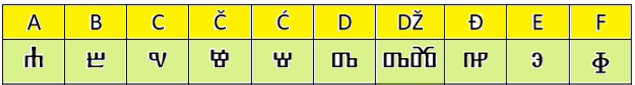 A B C Č Ć D DŽ Đ E F
Ⰰ Ⰱ Ⱌ Ⱍ Ⱋ Ⰴ ⰄⰆ Ⰼ Ⰵ Ⱇ